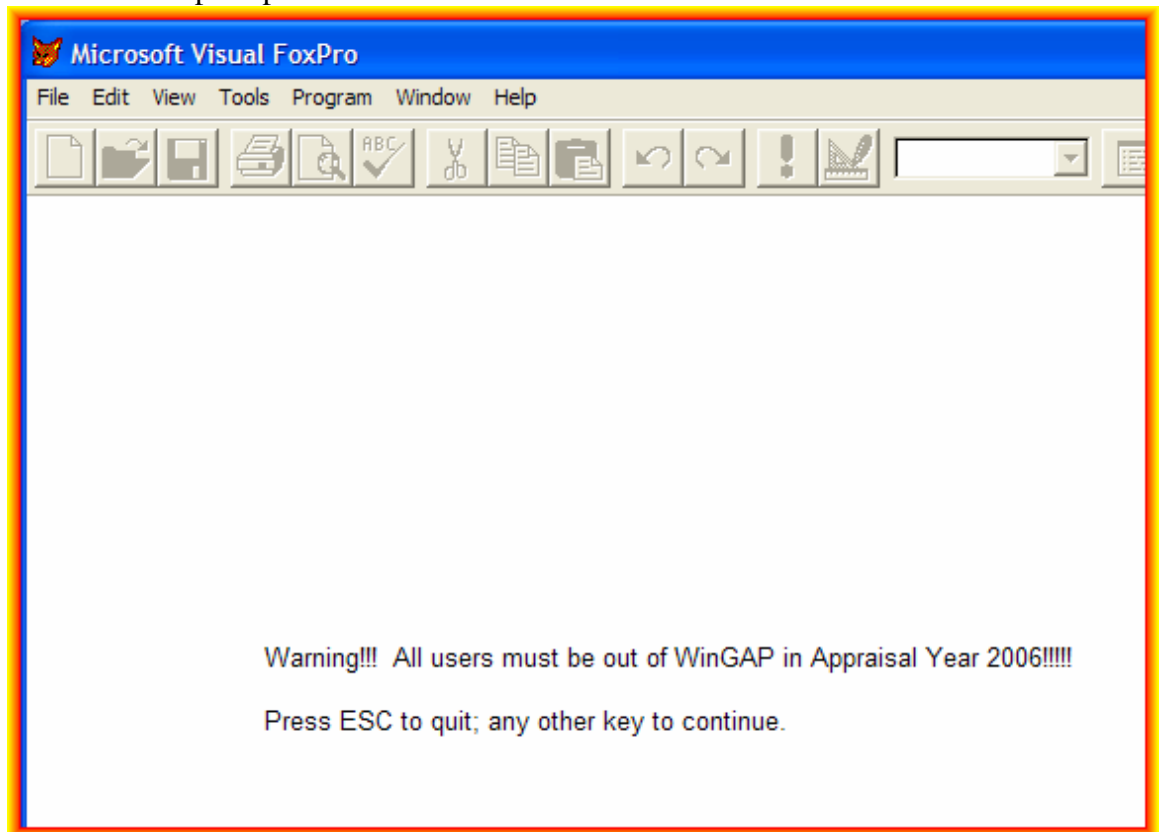 Microsoft Visual FoxPro
File Edit View Tools Program Window Help
ABC
Warning!!! All users must be out of WinGAP in Appraisal Year 2006!!!!!
Press ESC to quit; any other key to continue.